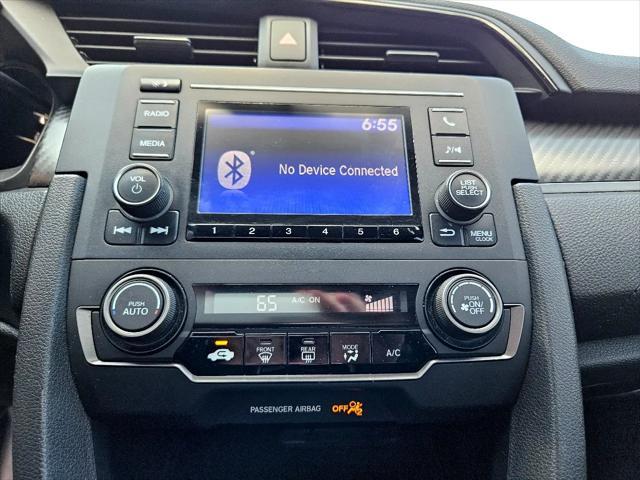 RADIO
MEDIA
6:55
No Device Connected
VOL
LIST
PUSH
SELECT
MENU
CLOCK
1 2 3 4 5 6
PUSH
AUTO
65 A/C ON
PUSH
ON/
OFF
FRONT
REAR
MODE
A/C
PASSENGER AIRBAG OFF